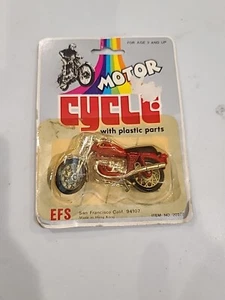 FOR AGE 3 AND UP
MOTOR
CYCLE
with plastic parts
EFS
San Francisco Calif. 94107
Made in Hong Kong
ITEM NO.